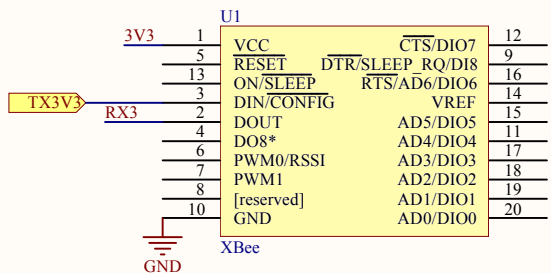 U1
3V3 1 VCC CTS/DIO7 12
5 RESET DTR/SLEEP_RQ/DI8 9
13 ON/SLEEP RTS/AD6/DIO6 16
TX3V3 3 DIN/CONFIG VREF 14
RX3 2 DOUT AD5/DIO5 15
4 DO8* AD4/DIO4 11
6 PWM0/RSSI AD3/DIO3 17
7 PWM1 AD2/DIO2 18
8 [reserved] AD1/DIO1 19
10 GND AD0/DIO0 20
XBee
GND